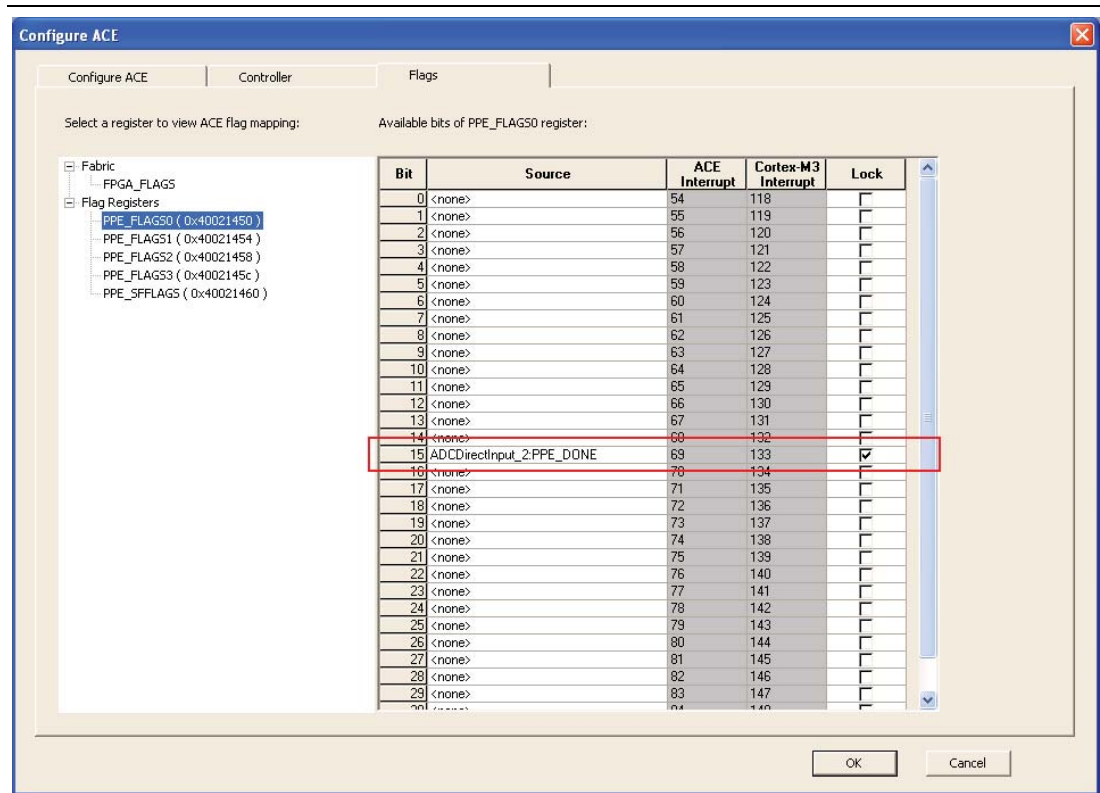 Configure ACE
Configure ACE Controller Flags
Select a register to view ACE flag mapping: Available bits of PPE_FLAGS0 register:
Fabric
FPGA_FLAGS
Flag Registers
PPE_FLAGS0 ( 0x40021450 )
PPE_FLAGS1 ( 0x40021454 )
PPE_FLAGS2 ( 0x40021458 )
PPE_FLAGS3 ( 0x4002145c )
PPE_SFFLAGS ( 0x40021460 )
Bit Source ACE Interrupt Cortex-M3 Interrupt Lock
0 <none> 54 118
1 <none> 55 119
2 <none> 56 120
3 <none> 57 121
4 <none> 58 122
5 <none> 59 123
6 <none> 60 124
7 <none> 61 125
8 <none> 62 126
9 <none> 63 127
10 <none> 64 128
11 <none> 65 129
12 <none> 66 130
13 <none> 67 131
14 <none> 68 132
15 ADCDirectInput_2:PPE_DONE 69 133
16 <none> 70 134
17 <none> 71 135
18 <none> 72 136
19 <none> 73 137
20 <none> 74 138
21 <none> 75 139
22 <none> 76 140
23 <none> 77 141
24 <none> 78 142
25 <none> 79 143
26 <none> 80 144
27 <none> 81 145
28 <none> 82 146
29 <none> 83 147
OK Cancel